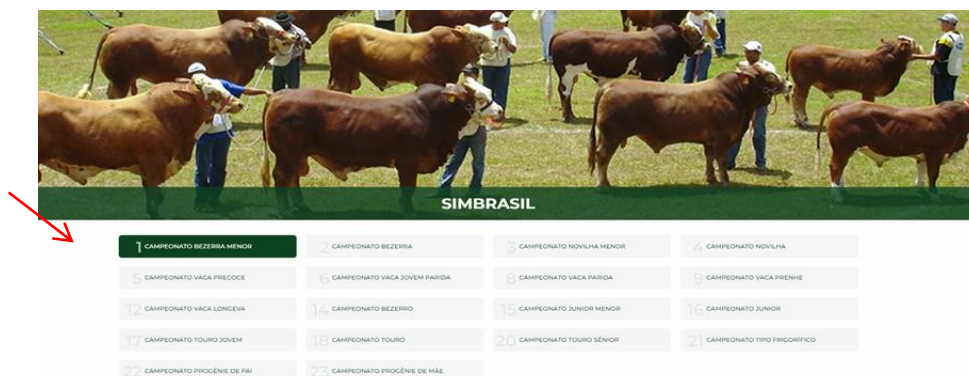 SIMBRASIL
1 CAMPEONATO BEZERRA MENOR
2 CAMPEONATO BEZERRA
3 CAMPEONATO NOVILHA MENOR
4 CAMPEONATO NOVILHA
5 CAMPEONATO VACA PRECOCE
6 CAMPEONATO VACA JOVEM PARIDA
8 CAMPEONATO VACA PARIDA
9 CAMPEONATO VACA PRENHE
12 CAMPEONATO VACA LONGEVA
14 CAMPEONATO BEZERRO
15 CAMPEONATO JUNIOR MENOR
16 CAMPEONATO JUNIOR
17 CAMPEONATO TOURO JOVEM
18 CAMPEONATO TOURO
20 CAMPEONATO TOURO SÊNIOR
21 CAMPEONATO TIPO FRIGORÍFICO
22 CAMPEONATO PROGÊNIE DE PAI
23 CAMPEONATO PROGÊNIE DE MÃE